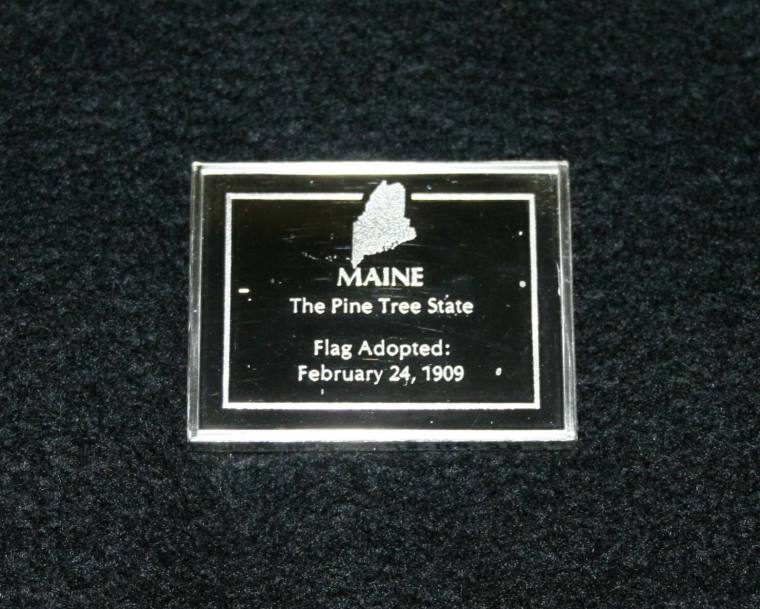 MAINE
The Pine Tree State
Flag Adopted:
February 24, 1909